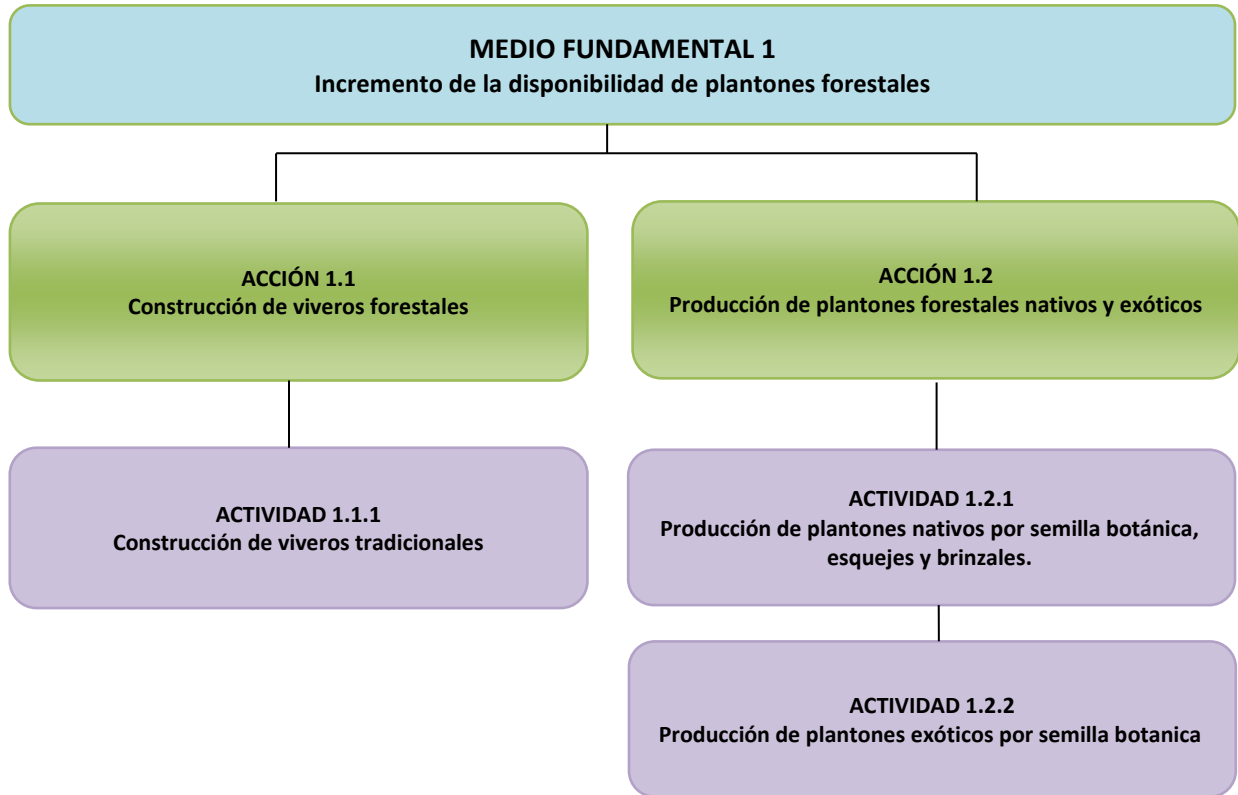 MEDIO FUNDAMENTAL 1
Incremento de la disponibilidad de plantones forestales
ACCIÓN 1.1
Construcción de viveros forestales
ACCIÓN 1.2
Producción de plantones forestales nativos y exóticos
ACTIVIDAD 1.1.1
Construcción de viveros tradicionales
ACTIVIDAD 1.2.1
Producción de plantones nativos por semilla botánica,
esquejes y brinzales.
ACTIVIDAD 1.2.2
Producción de plantones exóticos por semilla botanica